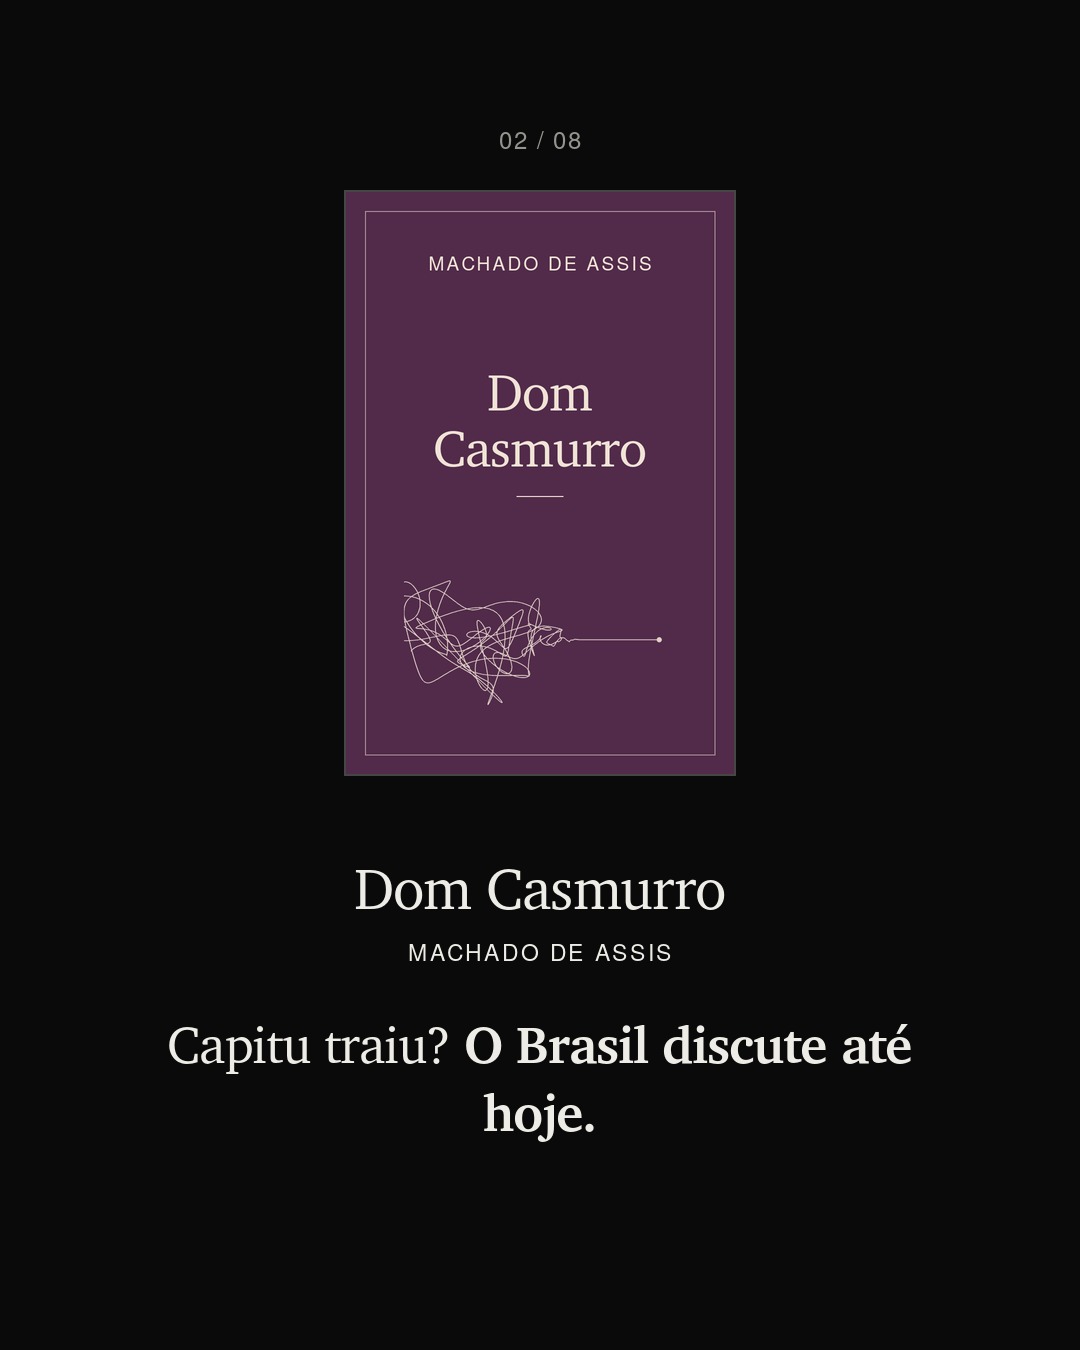 02 / 08
MACHADO DE ASSIS
Dom
Casmurro
Dom Casmurro
MACHADO DE ASSIS
Capitu traiu? O Brasil discute até
hoje.